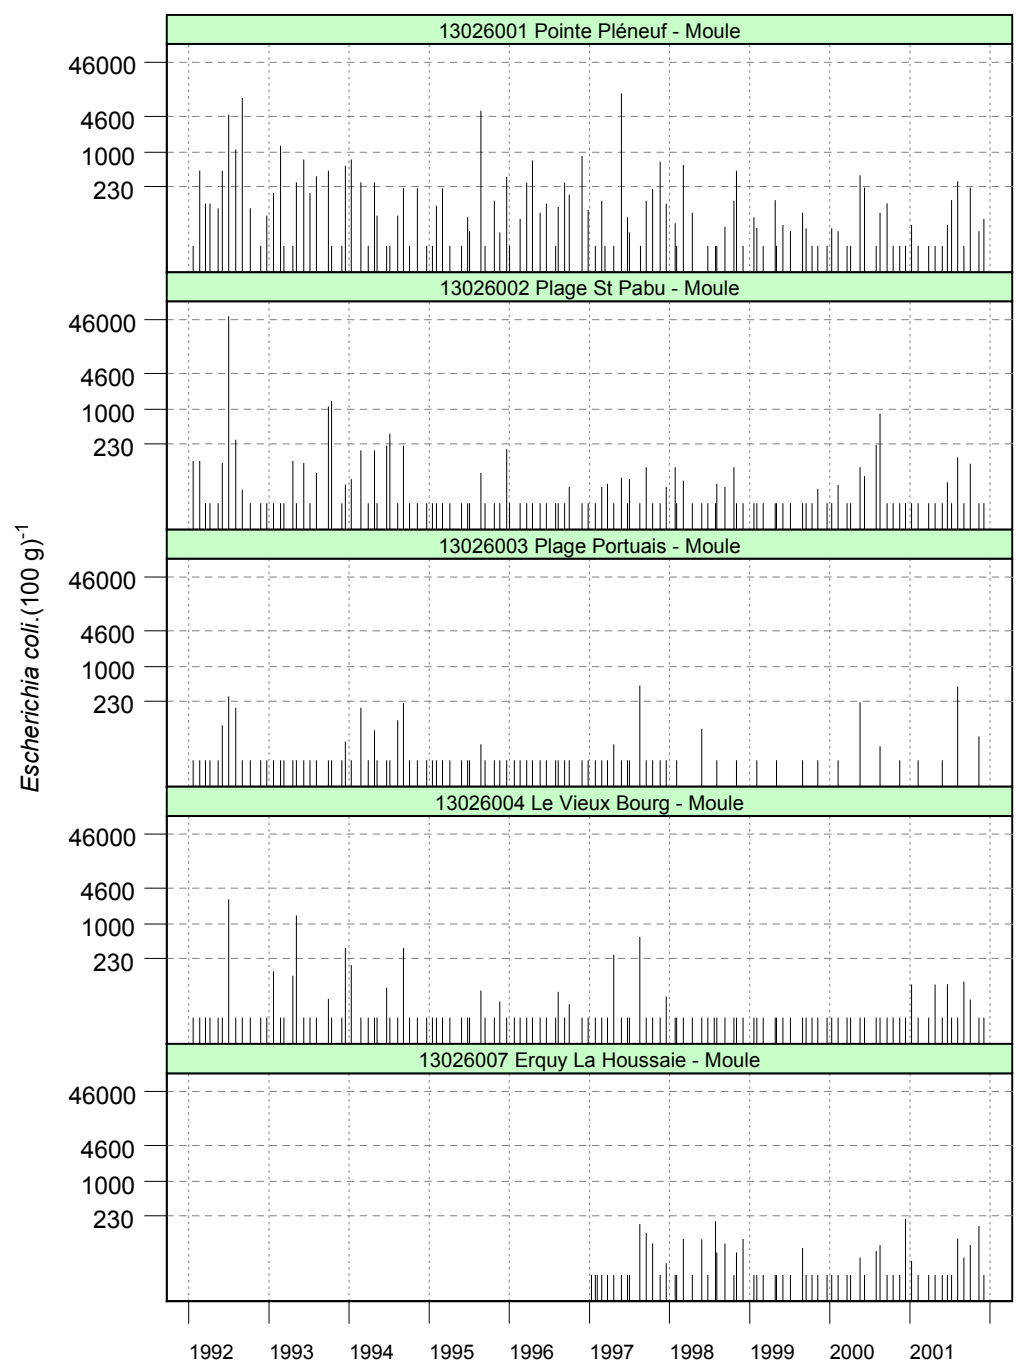 13026001 Pointe Pléneuf - Moule
46000
4600
1000
230
13026002 Plage St Pabu - Moule
46000
4600
1000
230
13026003 Plage Portuais - Moule
46000
4600
1000
230
13026004 Le Vieux Bourg - Moule
46000
4600
1000
230
13026007 Erquy La Houssaie - Moule
46000
4600
1000
230
Escherichia coli.(100 g)-1
1992 1993 1994 1995 1996 1997 1998 1999 2000 2001